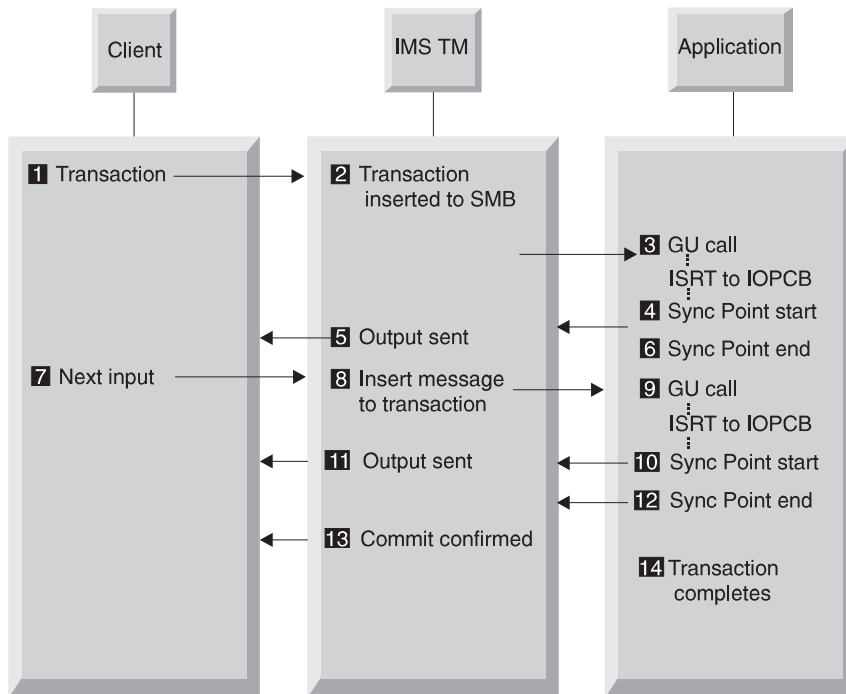 Client
IMS TM
Application
1 Transaction
2 Transaction
inserted to SMB
3 GU call
ISRT to IOPCB
4 Sync Point start
5 Output sent
6 Sync Point end
7 Next input
8 Insert message
to transaction
9 GU call
ISRT to IOPCB
10 Sync Point start
11 Output sent
12 Sync Point end
13 Commit confirmed
14 Transaction
completes